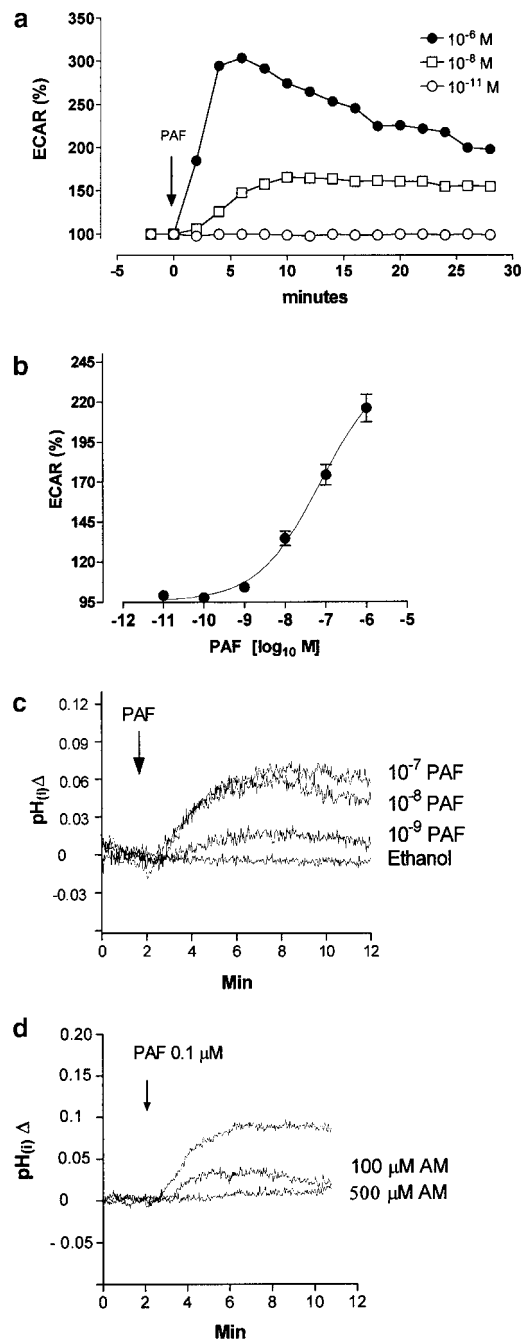 a
350
300
250
200
150
100
ECAR (%)
PAF
10⁻⁶ M
10⁻⁸ M
10⁻¹¹ M
-5 0 5 10 15 20 25 30
minutes
b
245
220
195
170
145
120
95
ECAR (%)
-12 -11 -10 -9 -8 -7 -6 -5
PAF [log₁₀ M]
c
0.12
0.09
0.06
0.03
0
-0.03
pH(i) Δ
PAF
10⁻⁷ PAF
10⁻⁸ PAF
10⁻⁹ PAF
Ethanol
0 2 4 6 8 10 12
Min
d
0.20
0.15
0.10
0.05
0
- 0.05
pH(i) Δ
PAF 0.1 μM
100 μM AM
500 μM AM
0 2 4 6 8 10 12
Min